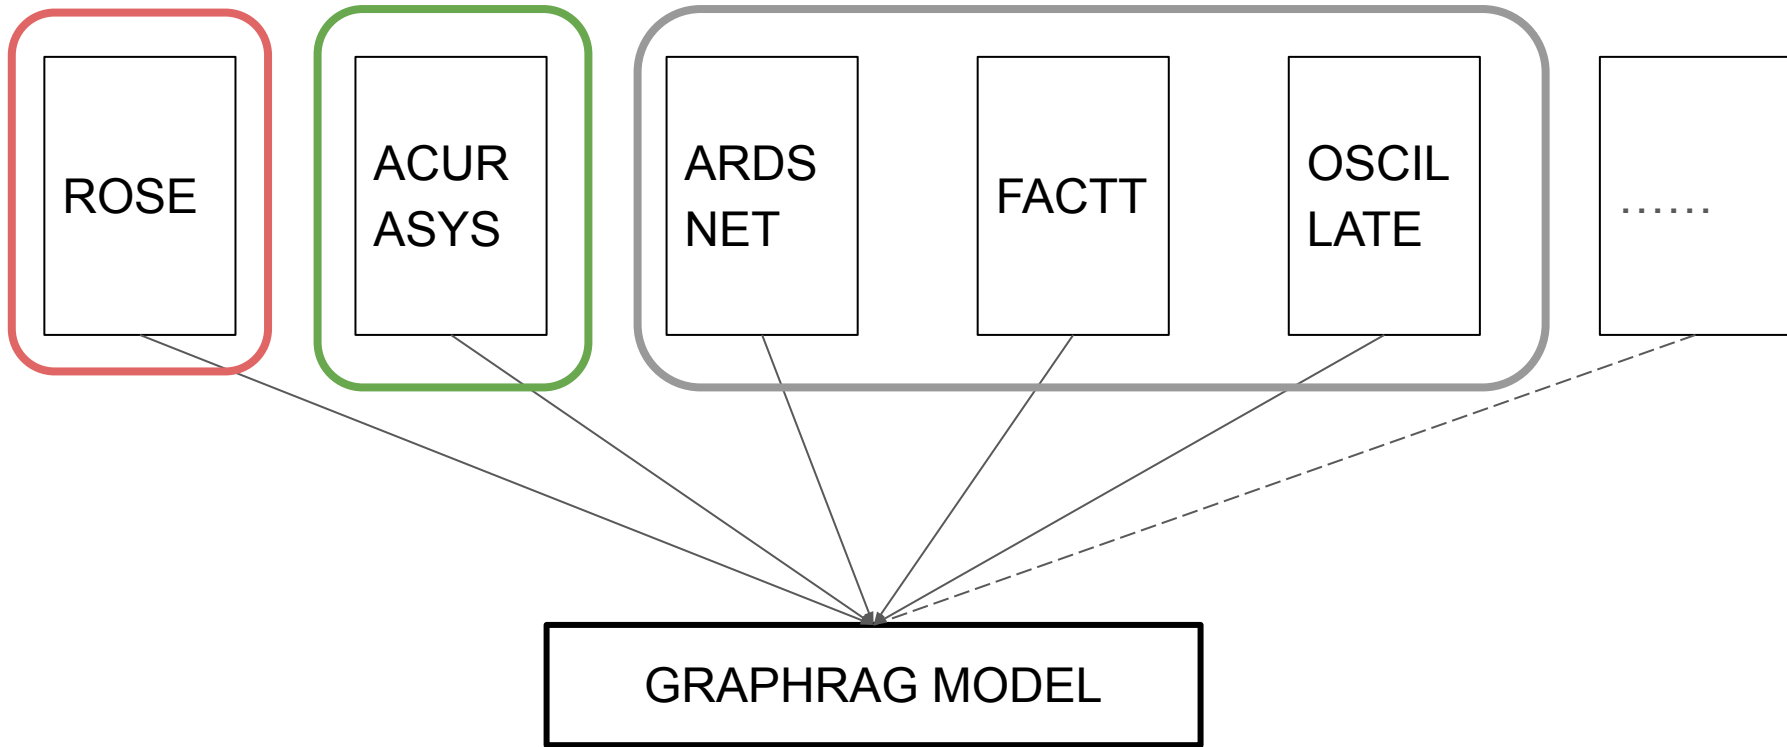 ROSE
ACUR
ASYS
ARDS
NET
FACTT
OSCIL
LATE
......
GRAPHRAG MODEL